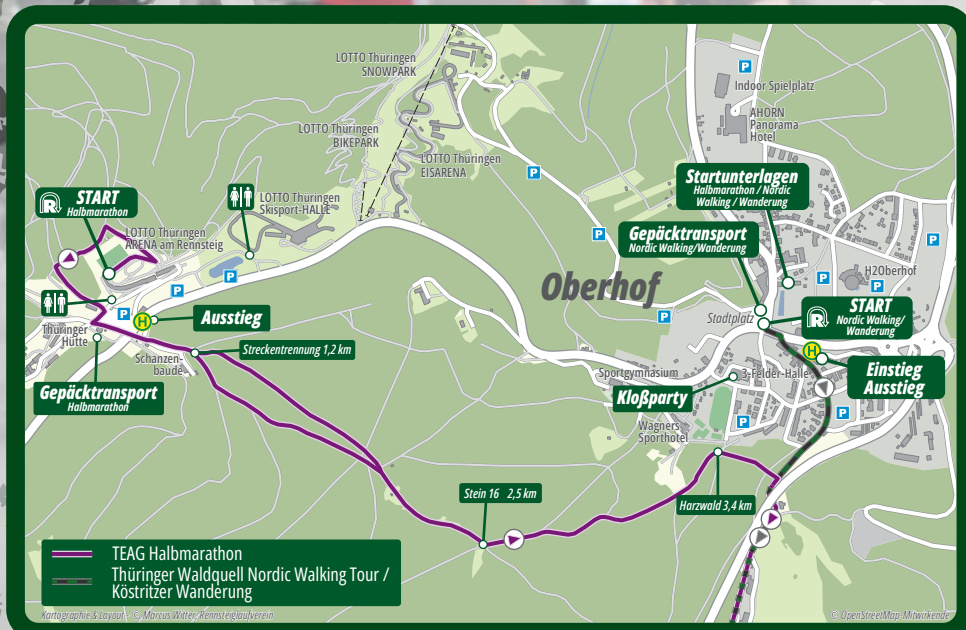 LOTTO Thüringen
SNOWPARK
P
Indoor Spielplatz
AHORN
Panorama
Hotel
LOTTO Thüringen
BIKEPARK
LOTTO Thüringen
EISARENA
P
Startunterlagen
Halbmarathon / Nordic
Walking / Wanderung
START
Halbmarathon
LOTTO Thüringen
Skisport-HALLE
LOTTO Thüringen
ARENA am Rennsteig
Gepäcktransport
Nordic Walking/Wanderung
P
P
P
P
P
H2Oberhof
P
Oberhof
Thüringer
Hütte
P
H
Ausstieg
P
Stadtplatz
START
Nordic Walking/
Wanderung
Schanzen-
baude
Streckentrennung 1,2 km
H
Einstieg
Ausstieg
Sportgymnasium
3-Felder-Halle
Kloßparty
Gepäcktransport
Halbmarathon
P
P
Wagners
Sporthotel
Stein 16 2,5 km
Harzwald 3,4 km
TEAG Halbmarathon
Thüringer Waldquell Nordic Walking Tour /
Köstritzer Wanderung
Kartographie & Layout - © Marcus Witter, Rennsteiglaufverein
© OpenStreetMap-Mitwirkende